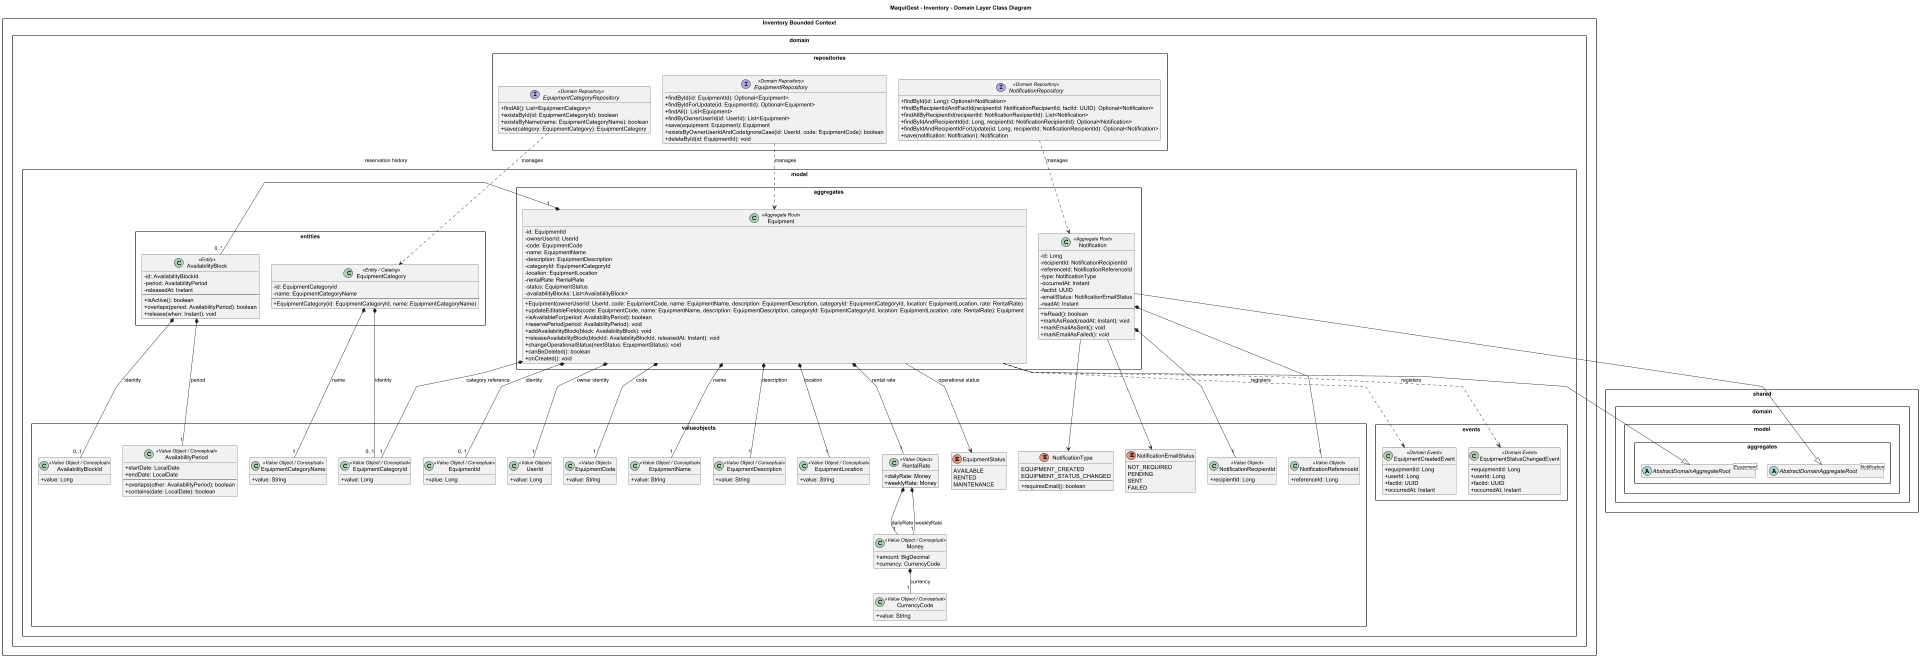 MaquiGest - Inventory - Domain Layer Class Diagram
Inventory Bounded Context
domain
repositories
«Domain Repository»
EquipmentCategoryRepository
+findAll(): List<EquipmentCategory>
+existsById(id: EquipmentCategoryId): boolean
+existsByName(name: EquipmentCategoryName): boolean
+save(category: EquipmentCategory): EquipmentCategory
«Domain Repository»
EquipmentRepository
+findById(id: EquipmentId): Optional<Equipment>
+findByIdForUpdate(id: EquipmentId): Optional<Equipment>
+findAll(): List<Equipment>
+findByOwnerUserId(id: UserId): List<Equipment>
+save(equipment: Equipment): Equipment
+existsByOwnerUserIdAndCodeIgnoreCase(id: UserId, code: EquipmentCode): boolean
+deleteById(id: EquipmentId): void
«Domain Repository»
NotificationRepository
+findById(id: Long): Optional<Notification>
+findByRecipientIdAndFactId(recipientId: NotificationRecipientId, factId: UUID): Optional<Notification>
+findAllByRecipientId(recipientId: NotificationRecipientId): List<Notification>
+findByIdAndRecipientId(id: Long, recipientId: NotificationRecipientId): Optional<Notification>
+findByIdAndRecipientIdForUpdate(id: Long, recipientId: NotificationRecipientId): Optional<Notification>
+save(notification: Notification): Notification
reservation history
manages
manages
manages
model
aggregates
1
«Aggregate Root»
Equipment
-id: EquipmentId
-ownerUserId: UserId
-code: EquipmentCode
-name: EquipmentName
-description: EquipmentDescription
-categoryId: EquipmentCategoryId
-location: EquipmentLocation
-rentalRate: RentalRate
-status: EquipmentStatus
-availabilityBlocks: List<AvailabilityBlock>
+Equipment(ownerUserId: UserId, code: EquipmentCode, name: EquipmentName, description: EquipmentDescription, categoryId: EquipmentCategoryId, location: EquipmentLocation, rate: RentalRate)
+updateEditableFields(code: EquipmentCode, name: EquipmentName, description: EquipmentDescription, categoryId: EquipmentCategoryId, location: EquipmentLocation, rate: RentalRate): Equipment
+isAvailableFor(period: AvailabilityPeriod): boolean
+reservePeriod(period: AvailabilityPeriod): void
+addAvailabilityBlock(block: AvailabilityBlock): void
+releaseAvailabilityBlock(blockId: AvailabilityBlockId, releasedAt: Instant): void
+changeOperationalStatus(nextStatus: EquipmentStatus): void
+canBeDeleted(): boolean
+onCreated(): void
«Aggregate Root»
Notification
-id: Long
-recipientId: NotificationRecipientId
-referenceId: NotificationReferenceId
-type: NotificationType
-occurredAt: Instant
-factId: UUID
-emailStatus: NotificationEmailStatus
-readAt: Instant
+isRead(): boolean
+markAsRead(readAt: Instant): void
+markEmailAsSent(): void
+markEmailAsFailed(): void
entities
0..*
«Entity»
AvailabilityBlock
-id: AvailabilityBlockId
-period: AvailabilityPeriod
-releasedAt: Instant
+isActive(): boolean
+overlaps(period: AvailabilityPeriod): boolean
+release(when: Instant): void
«Entity / Catalog»
EquipmentCategory
-id: EquipmentCategoryId
-name: EquipmentCategoryName
+EquipmentCategory(id: EquipmentCategoryId, name: EquipmentCategoryName)
identity
period
name
identity
category reference
identity
owner identity
code
name
description
location
rental rate
operational status
registers
registers
valueobjects
0..1
«Value Object / Conceptual»
AvailabilityBlockId
+value: Long
1
«Value Object / Conceptual»
AvailabilityPeriod
+startDate: LocalDate
+endDate: LocalDate
+overlaps(other: AvailabilityPeriod): boolean
+contains(date: LocalDate): boolean
1
«Value Object / Conceptual»
EquipmentCategoryName
+value: String
0..1
1
«Value Object / Conceptual»
EquipmentCategoryId
+value: Long
0..1
«Value Object / Conceptual»
EquipmentId
+value: Long
1
«Value Object»
UserId
+value: Long
1
«Value Object»
EquipmentCode
+value: String
1
«Value Object / Conceptual»
EquipmentName
+value: String
1
«Value Object / Conceptual»
EquipmentDescription
+value: String
1
«Value Object / Conceptual»
EquipmentLocation
+value: String
1
«Value Object»
RentalRate
+dailyRate: Money
+weeklyRate: Money
EquipmentStatus
AVAILABLE
RENTED
MAINTENANCE
NotificationType
EQUIPMENT_CREATED
EQUIPMENT_STATUS_CHANGED
+requiresEmail(): boolean
NotificationEmailStatus
NOT_REQUIRED
PENDING
SENT
FAILED
«Value Object»
NotificationRecipientId
+recipientId: Long
«Value Object»
NotificationReferenceId
+referenceId: Long
dailyRate
weeklyRate
1
1
«Value Object / Conceptual»
Money
+amount: BigDecimal
+currency: CurrencyCode
currency
1
«Value Object / Conceptual»
CurrencyCode
+value: String
events
«Domain Event»
EquipmentCreatedEvent
+equipmentId: Long
+userId: Long
+factId: UUID
+occurredAt: Instant
«Domain Event»
EquipmentStatusChangedEvent
+equipmentId: Long
+userId: Long
+factId: UUID
+occurredAt: Instant
shared
domain
model
aggregates
AbstractDomainAggregateRoot
Equipment
AbstractDomainAggregateRoot
Notification